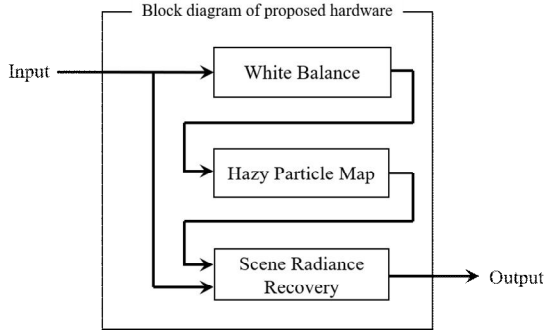 Block diagram of proposed hardware
Input
White Balance
Hazy Particle Map
Scene Radiance
Recovery
Output